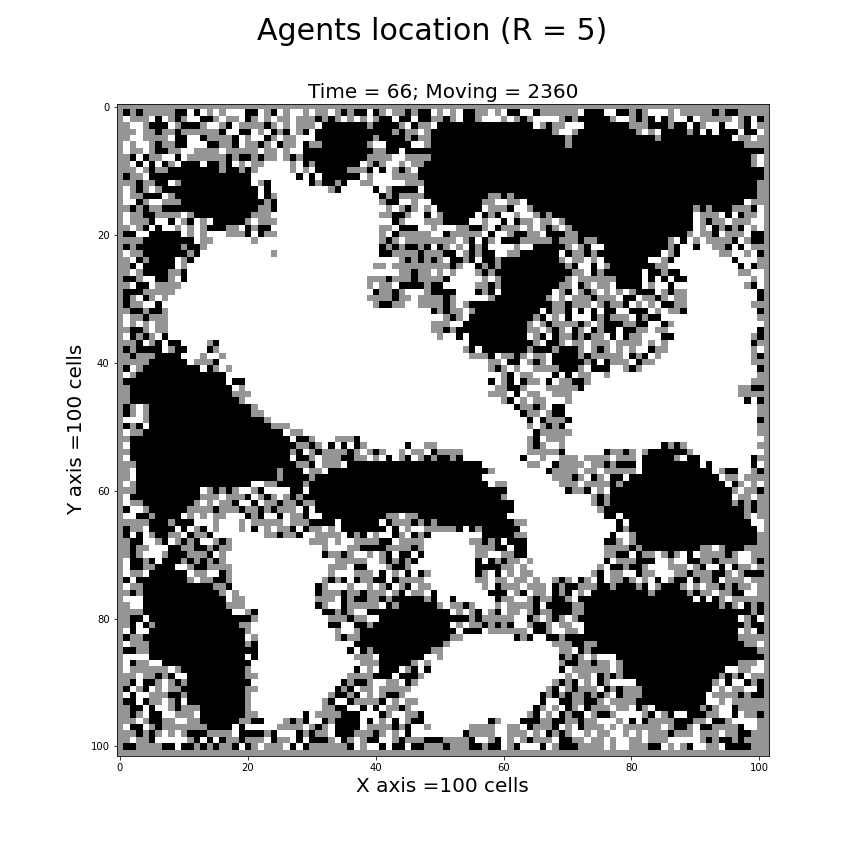 Agents location (R = 5)
Time = 66; Moving = 2360
0
20
40
60
80
100
Y axis =100 cells
0 20 40 60 80 100
X axis =100 cells